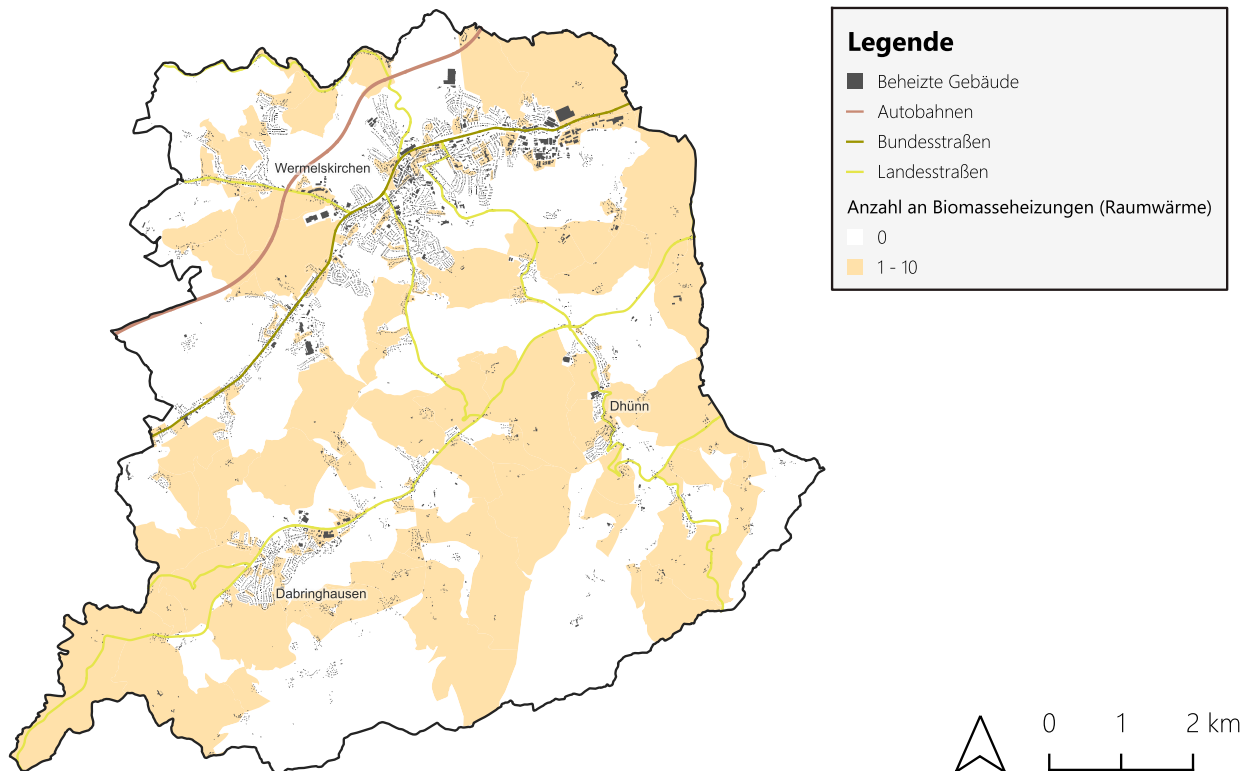 Legende
Beheizte Gebäude
Autobahnen
Bundesstraßen
Landesstraßen
Anzahl an Biomasseheizungen (Raumwärme)
0
1 - 10
Wermelskirchen
Dhünn
Dabringhausen
0 1 2 km